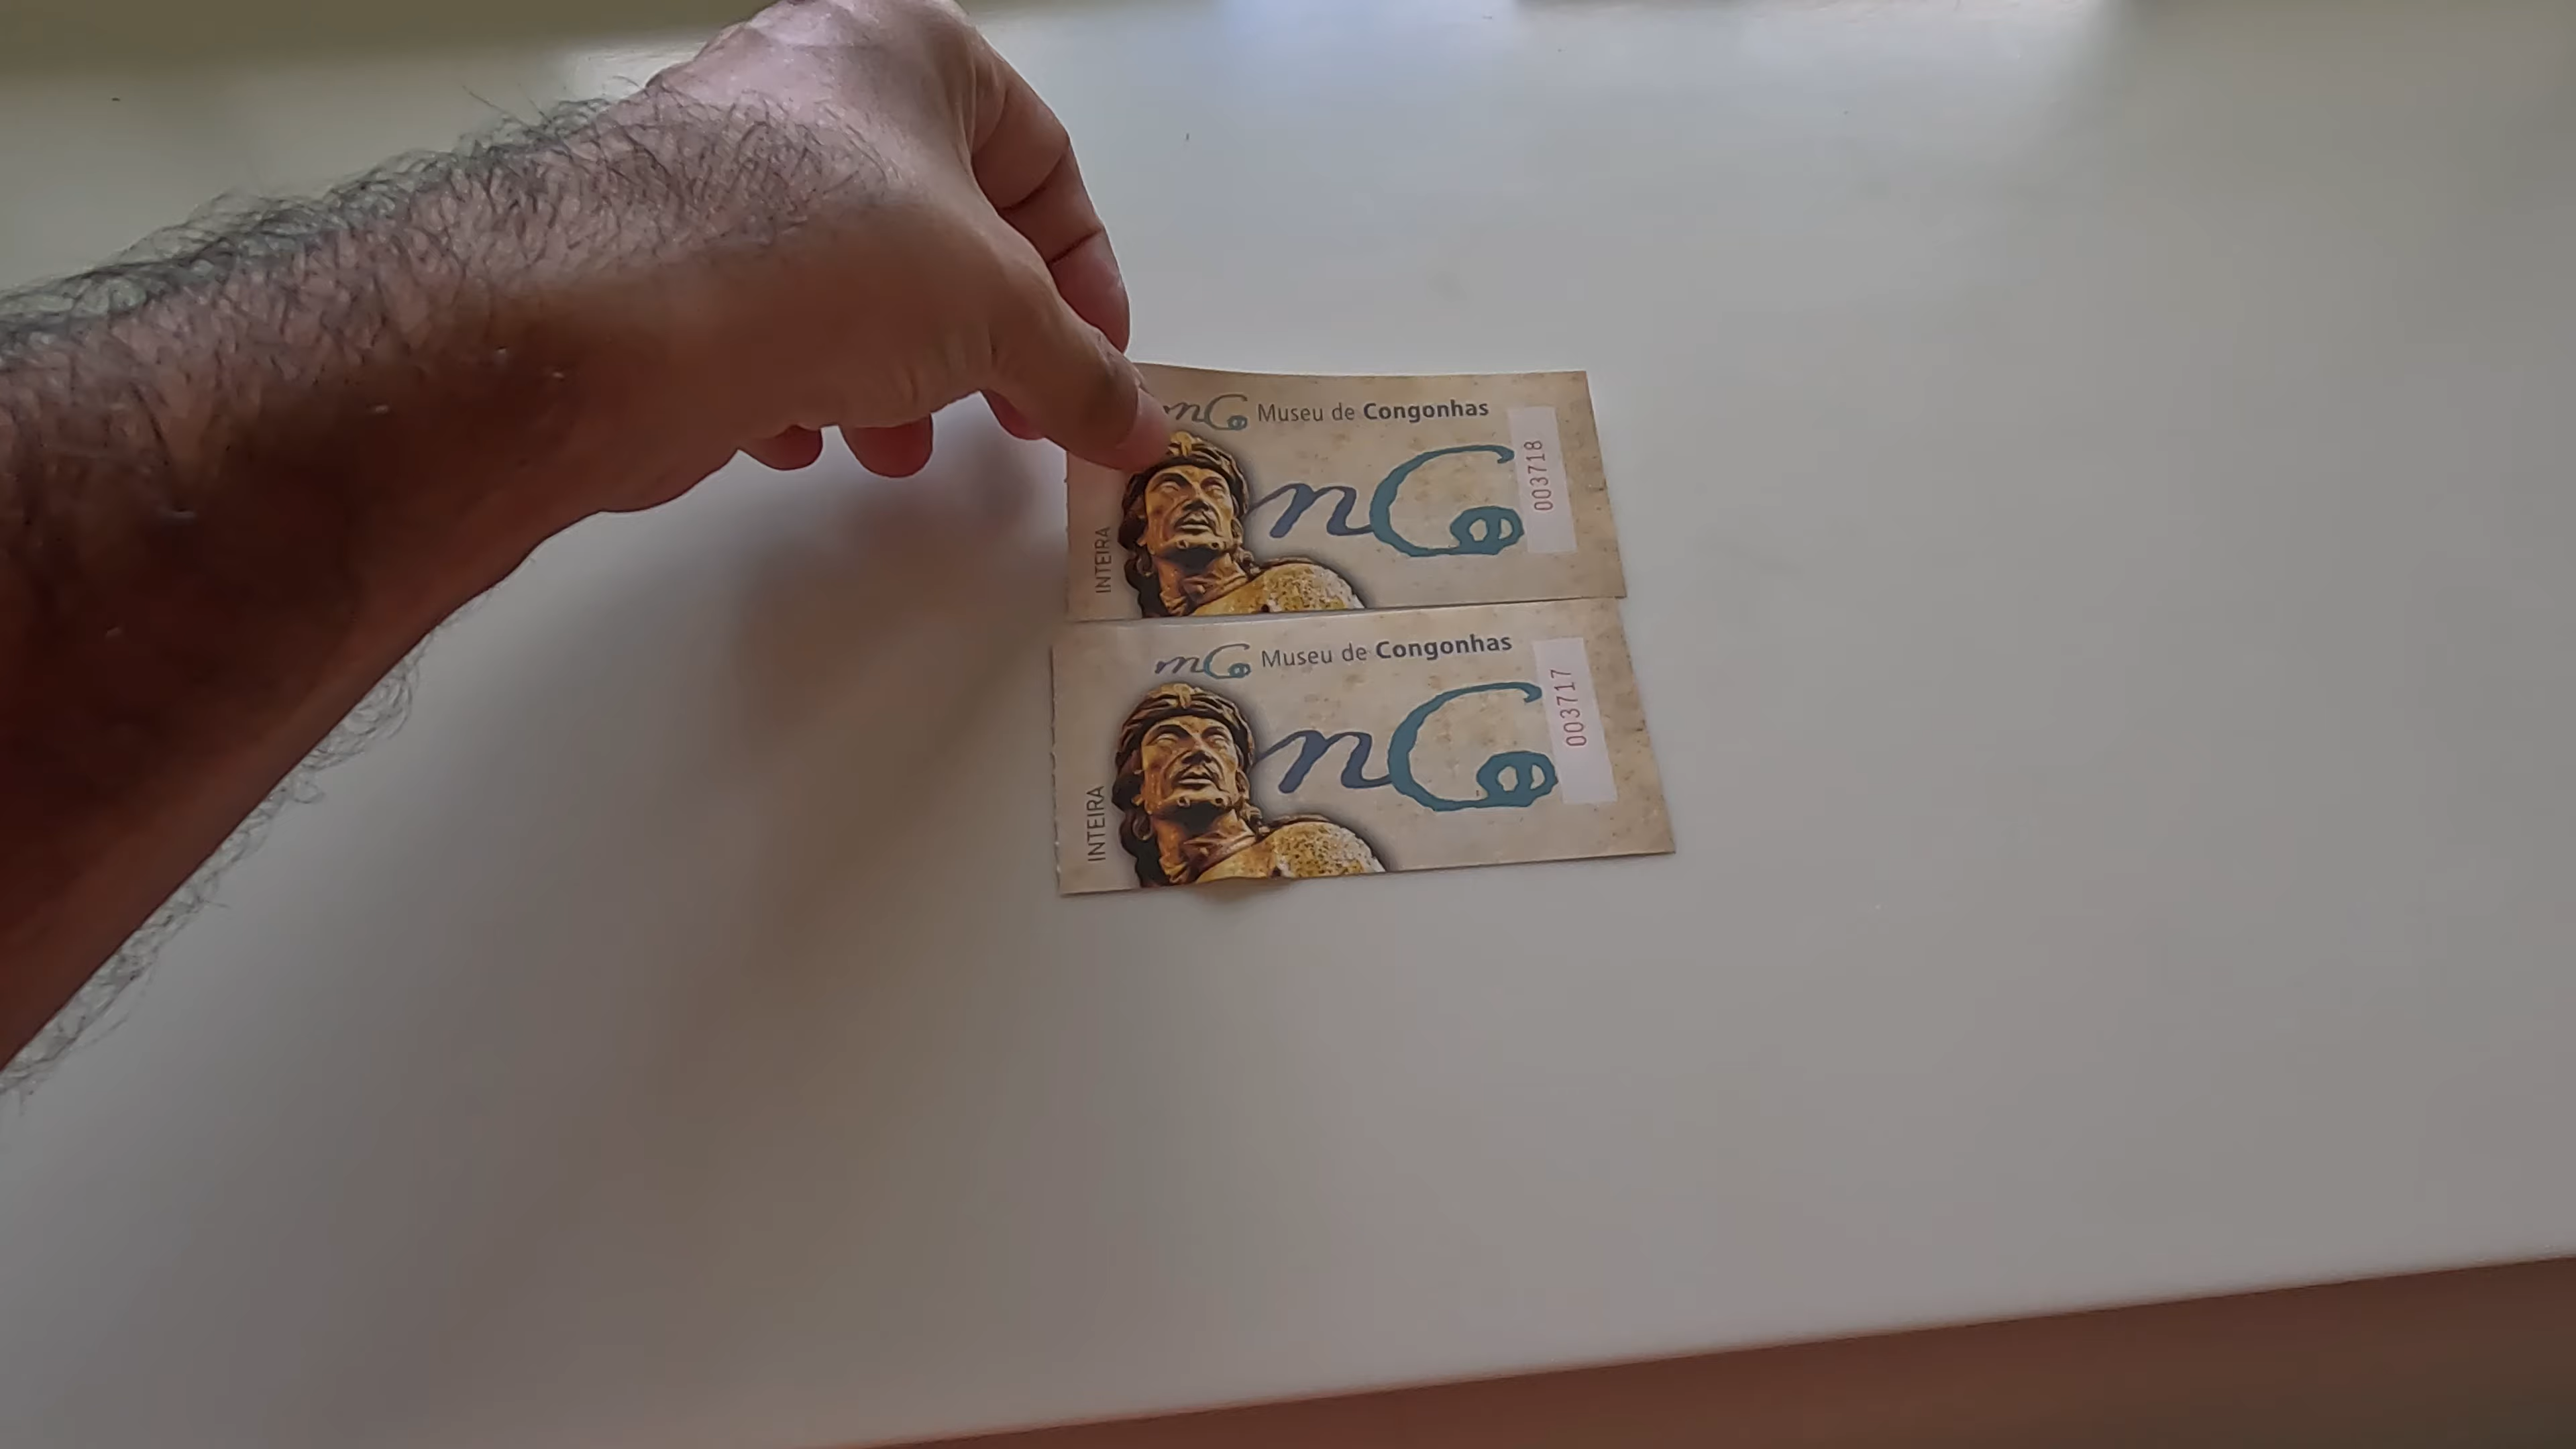 mCo Museu de Congonhas
mCo
003718
INTEIRA
mCo Museu de Congonhas
mCo
003717
INTEIRA